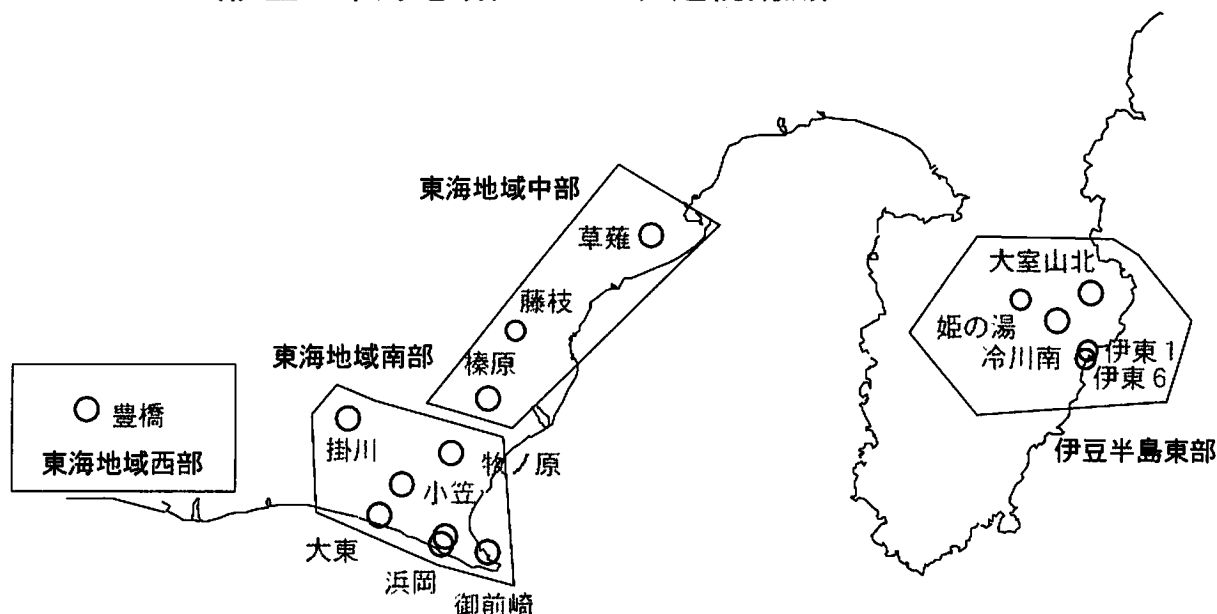 東海地域中部
草薙
藤枝
榛原
東海地域南部
掛川
牧ノ原
小笠
大東
浜岡
御前崎
豊橋
東海地域西部
大室山北
姫の湯
冷川南
伊東1
伊東6
伊豆半島東部